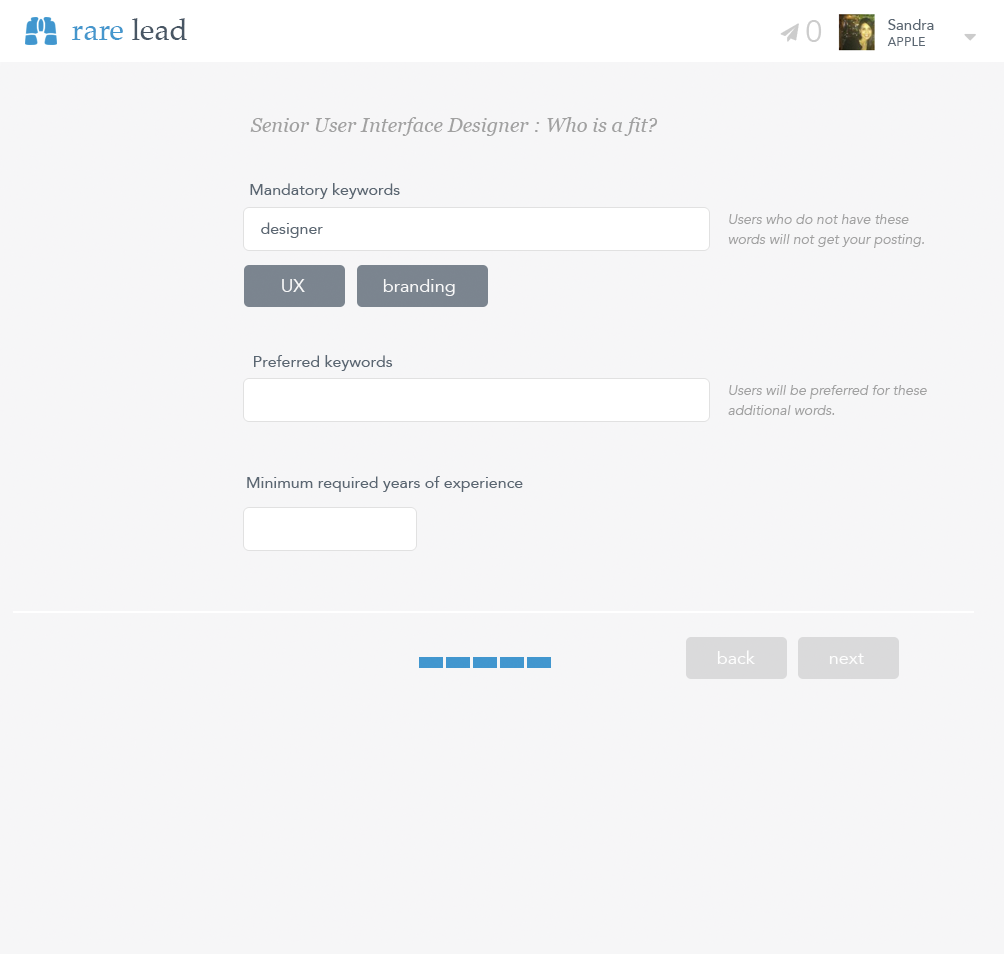 rare lead
0
Sandra
APPLE
Senior User Interface Designer : Who is a fit?
Mandatory keywords
designer
Users who do not have these
words will not get your posting.
UX
branding
Preferred keywords
Users will be preferred for these
additional words.
Minimum required years of experience
back
next